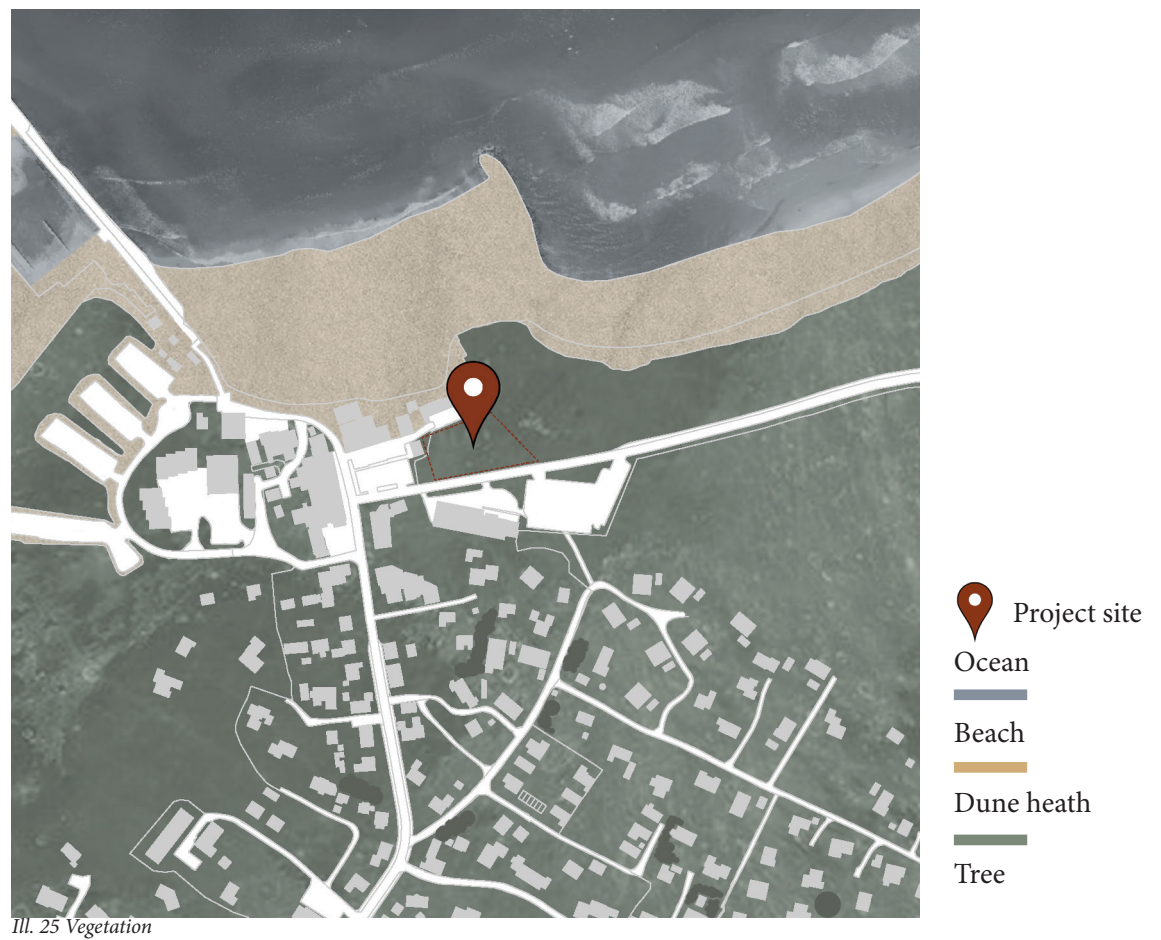 Project site
Ocean
Beach
Dune heath
Tree
Ill. 25 Vegetation